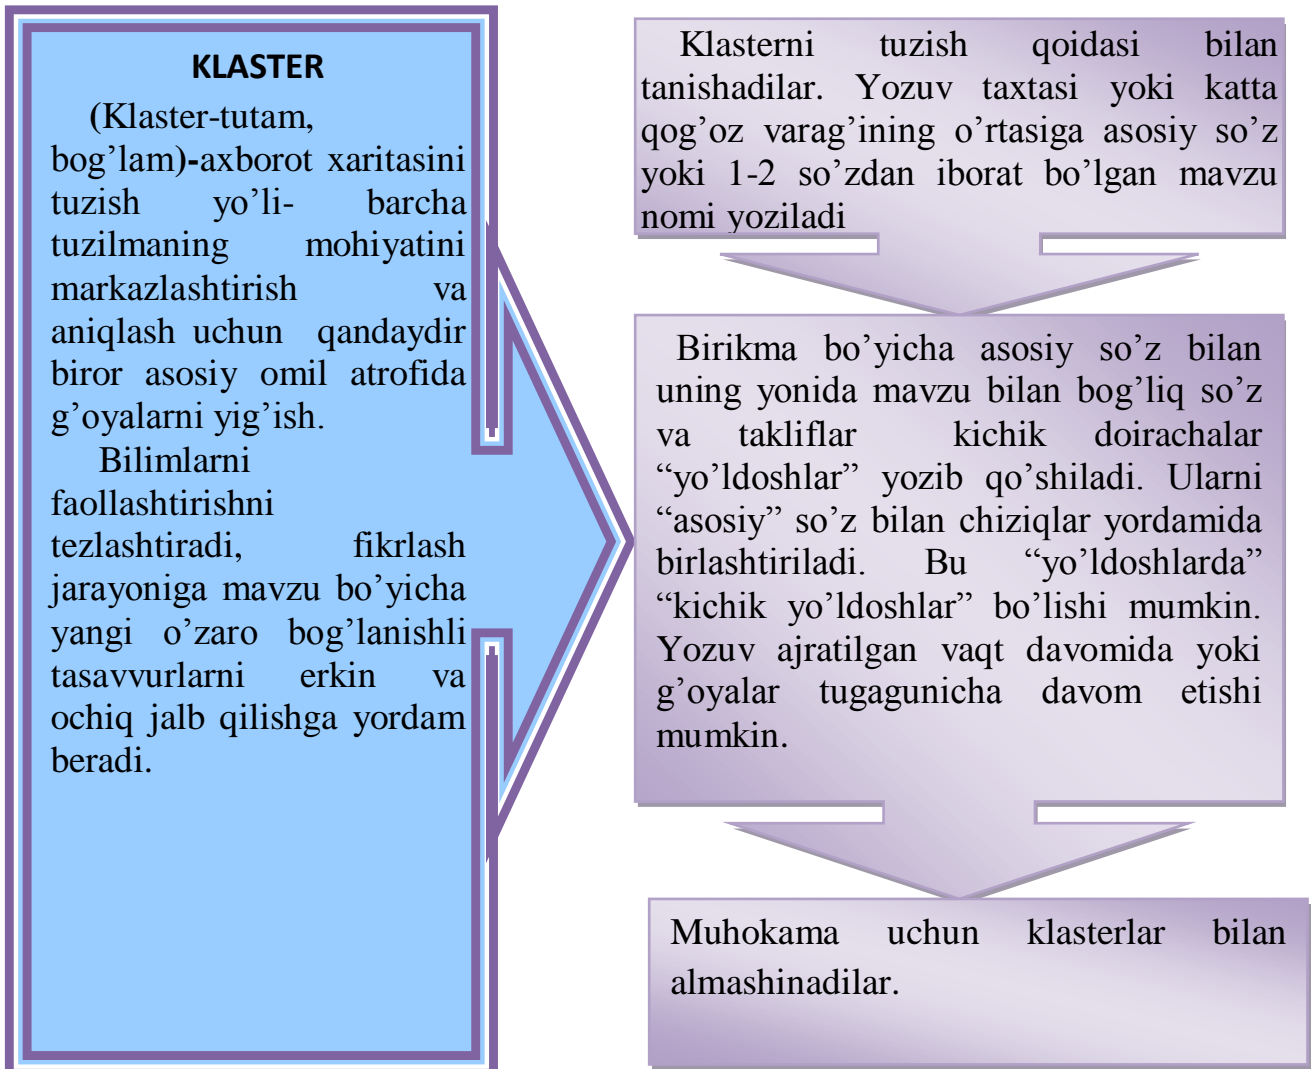 KLASTER
(Klaster-tutam,
bog’lam)-axborot xaritasini
tuzish yo’li- barcha
tuzilmaning mohiyatini
markazlashtirish va
aniqlash uchun qandaydir
biror asosiy omil atrofida
g’oyalarni yig’ish.
Bilimlarni
faollashtirishni
tezlashtiradi, fikrlash
jarayoniga mavzu bo’yicha
yangi o’zaro bog’lanishli
tasavvurlarni erkin va
ochiq jalb qilishga yordam
beradi.
Klasterni tuzish qoidasi bilan
tanishadilar. Yozuv taxtasi yoki katta
qog’oz varag’ining o’rtasiga asosiy so’z
yoki 1-2 so’zdan iborat bo’lgan mavzu
nomi yoziladi
Birikma bo’yicha asosiy so’z bilan
uning yonida mavzu bilan bog’liq so’z
va takliflar kichik doirachalar
“yo’ldoshlar” yozib qo’shiladi. Ularni
“asosiy” so’z bilan chiziqlar yordamida
birlashtiriladi. Bu “yo’ldoshlarda”
“kichik yo’ldoshlar” bo’lishi mumkin.
Yozuv ajratilgan vaqt davomida yoki
g’oyalar tugagunicha davom etishi
mumkin.
Muhokama uchun klasterlar bilan
almashinadilar.